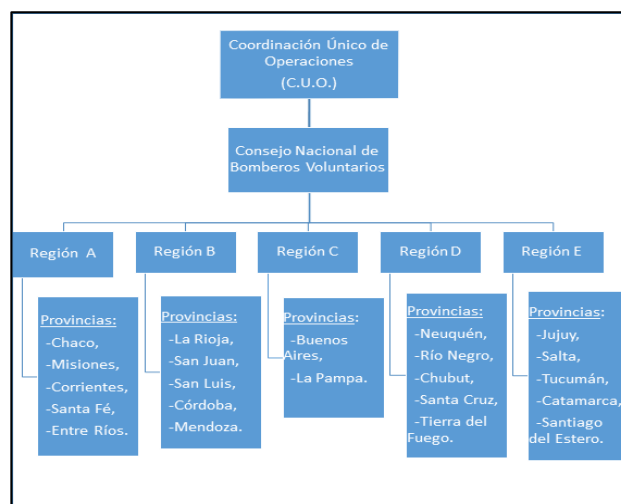 Coordinación Único de
Operaciones
(C.U.O.)
Consejo Nacional de
Bomberos Voluntarios
Región A
Región B
Región C
Región D
Región E
Provincias:
-Chaco,
-Misiones,
-Corrientes,
-Santa Fé,
-Entre Ríos.
Provincias:
-La Rioja,
-San Juan,
-San Luis,
-Córdoba,
-Mendoza.
Provincias:
-Buenos
Aires,
-La Pampa.
Provincias:
-Neuquén,
-Río Negro,
-Chubut,
-Santa Cruz,
-Tierra del
Fuego.
Provincias:
-Jujuy,
-Salta,
-Tucumán,
-Catamarca,
-Santiago
del Estero.